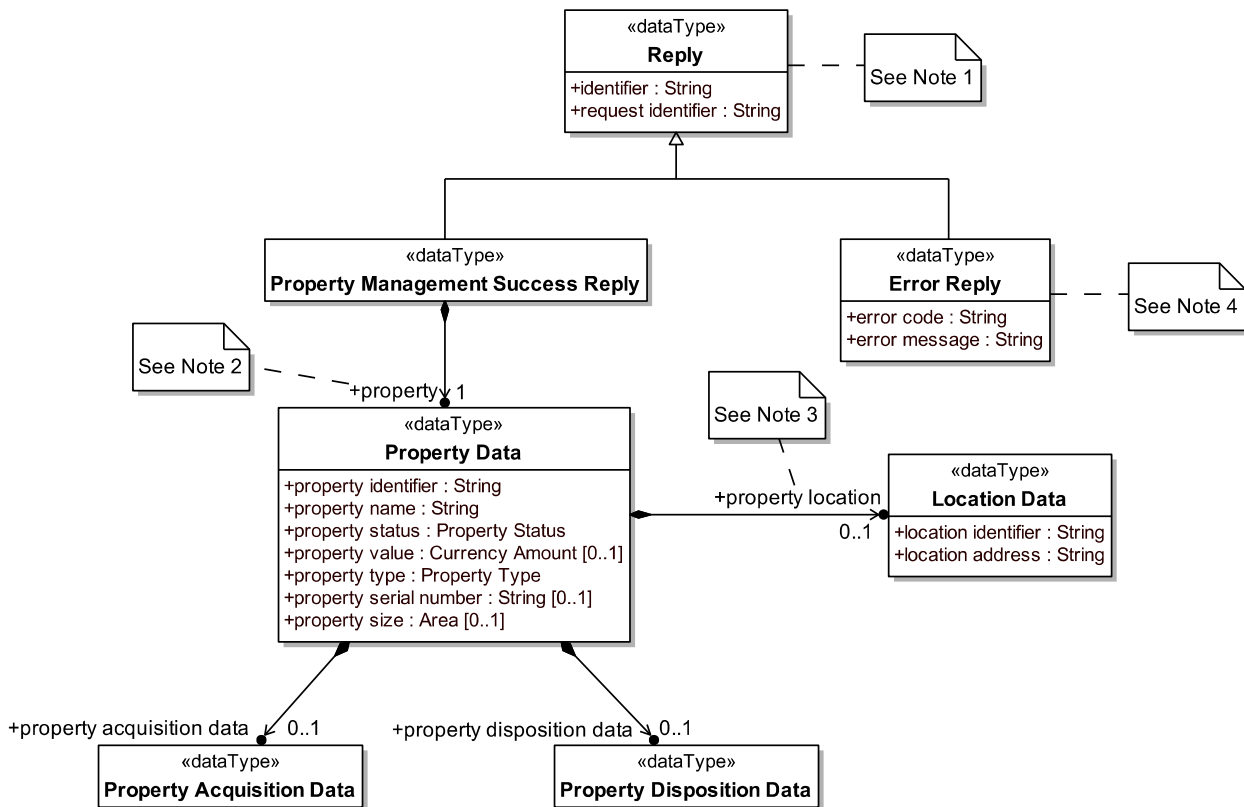 «dataType»
Reply
+identifier : String
+request identifier : String
See Note 1
«dataType»
Property Management Success Reply
«dataType»
Error Reply
+error code : String
+error message : String
See Note 4
See Note 2
+property
1
«dataType»
Property Data
+property identifier : String
+property name : String
+property status : Property Status
+property value : Currency Amount [0..1]
+property type : Property Type
+property serial number : String [0..1]
+property size : Area [0..1]
See Note 3
+property location
0..1
«dataType»
Location Data
+location identifier : String
+location address : String
+property acquisition data
0..1
«dataType»
Property Acquisition Data
+property disposition data
0..1
«dataType»
Property Disposition Data